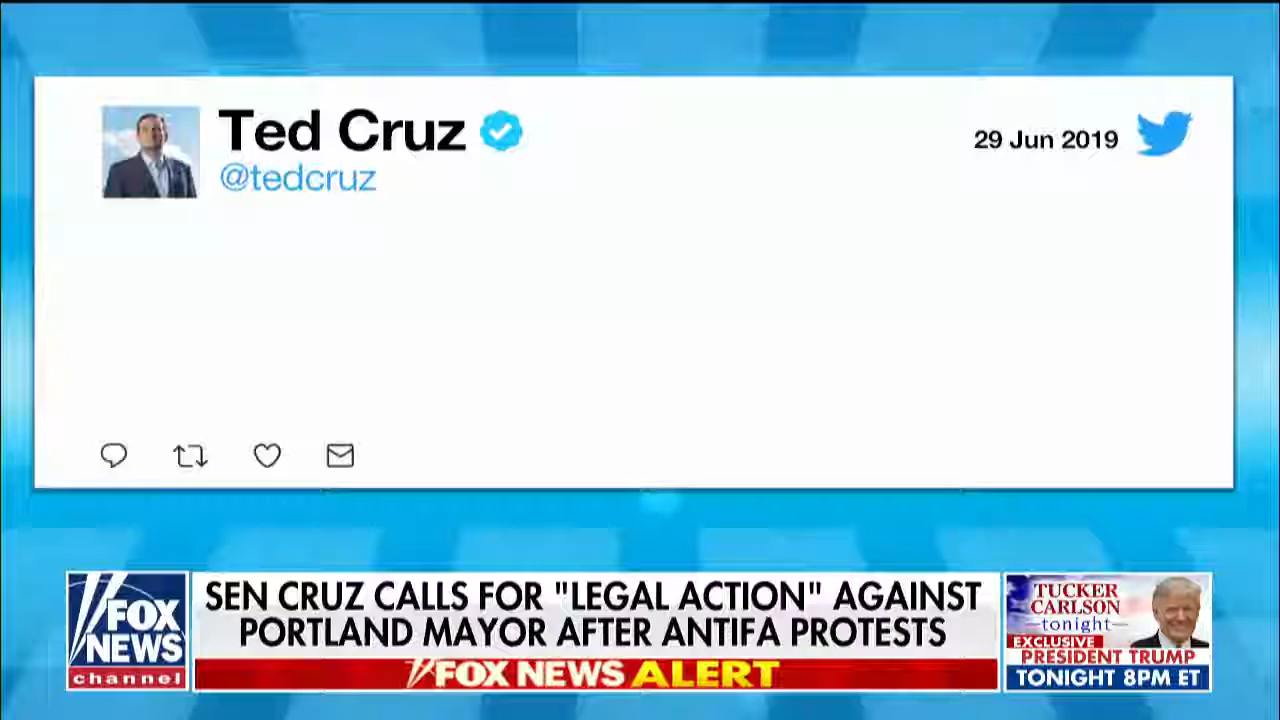 Ted Cruz
@tedcruz
29 Jun 2019
FOX
NEWS
channel
SEN CRUZ CALLS FOR "LEGAL ACTION" AGAINST
PORTLAND MAYOR AFTER ANTIFA PROTESTS
FOX NEWS ALERT
TUCKER
CARLSON
tonight
EXCLUSIVE
PRESIDENT TRUMP
TONIGHT 8PM ET